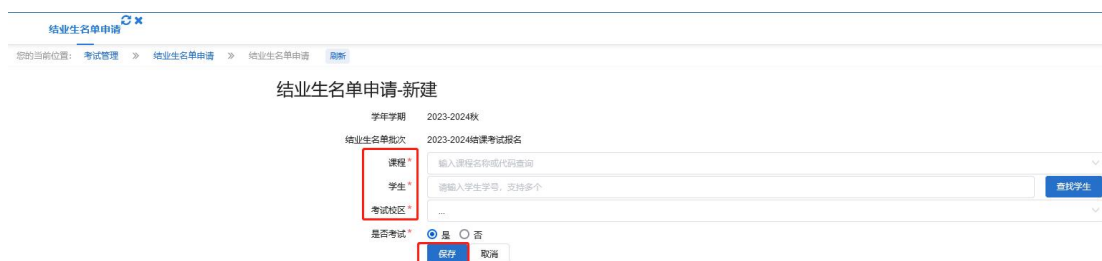 结业生名单申请
您的当前位置： 考试管理 » 结业生名单申请 » 结业生名单申请 刷新
结业生名单申请-新建
学年学期 2023-2024秋
结业生名单批次 2023-2024结课考试报名
课程* 输入课程名称或代码查询
学生* 请输入学生学号，支持多个 查找学生
考试校区* ...
是否考试* 是 否
保存 取消